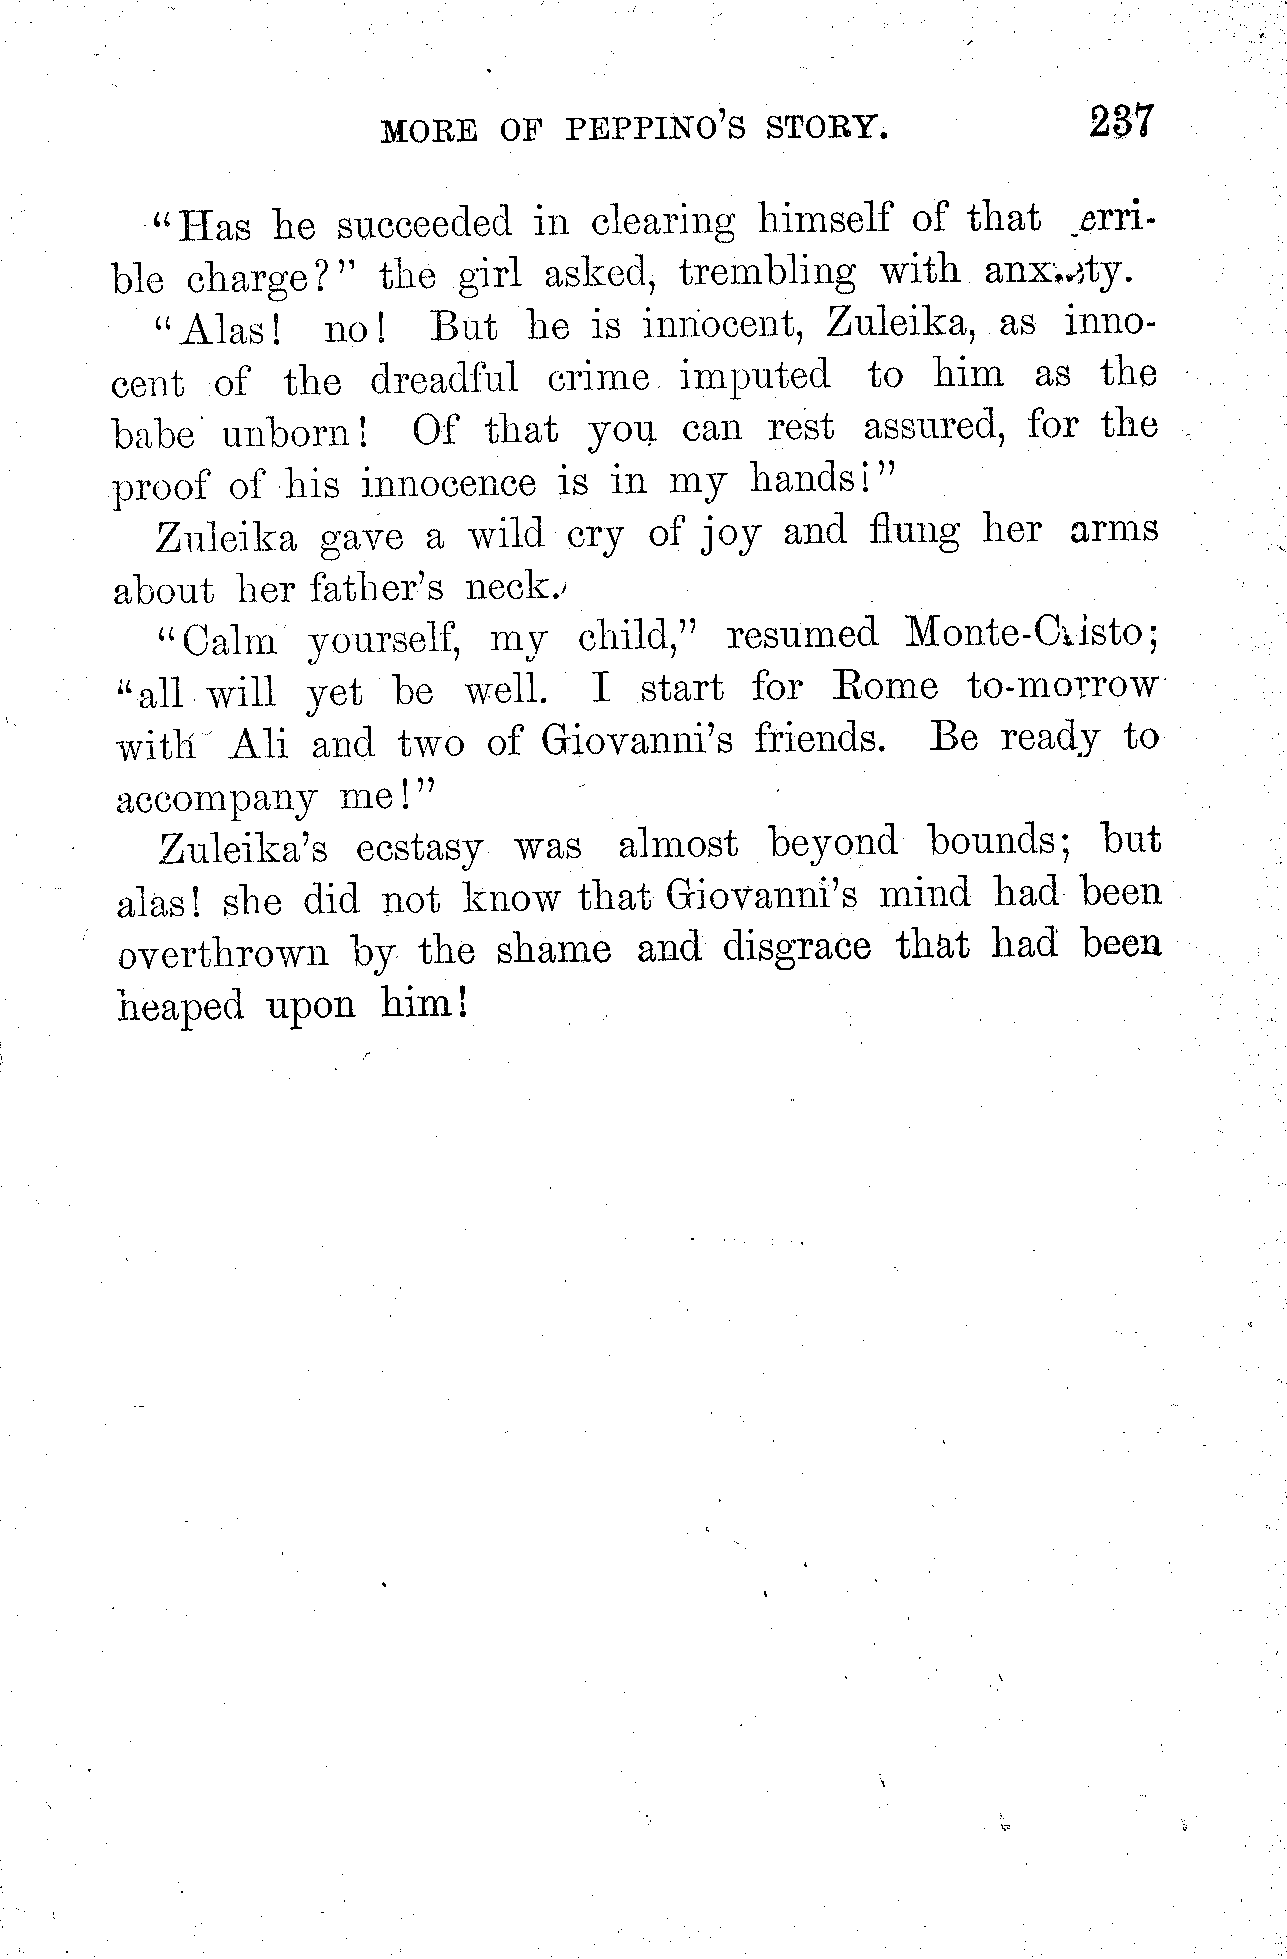 MORE OF PEPPINO'S STORY. 237
"Has he succeeded in clearing himself of that erri-
ble charge?" the girl asked, trembling with
"Alas! no! But he is innocent, Zuleika, as inno-
cent of the dreadful crime imputed to him as the
babe unborn! Of that you can rest assured, for the
proof of his innocence is in my hands!"
Zuleika gave a wild cry of joy and flung her arms
about her father's neck.
"Calm yourself, my child," resumed Monte-Cristo;
"all will yet be well. I start for Rome to-morrow
with Ali and two of Giovanni's friends. Be ready to
accompany me!"
Zuleika's ecstasy was almost beyond bounds; but
alas! she did not know that Giovanni's mind had been
overthrown by the shame and disgrace that had been
heaped upon him!